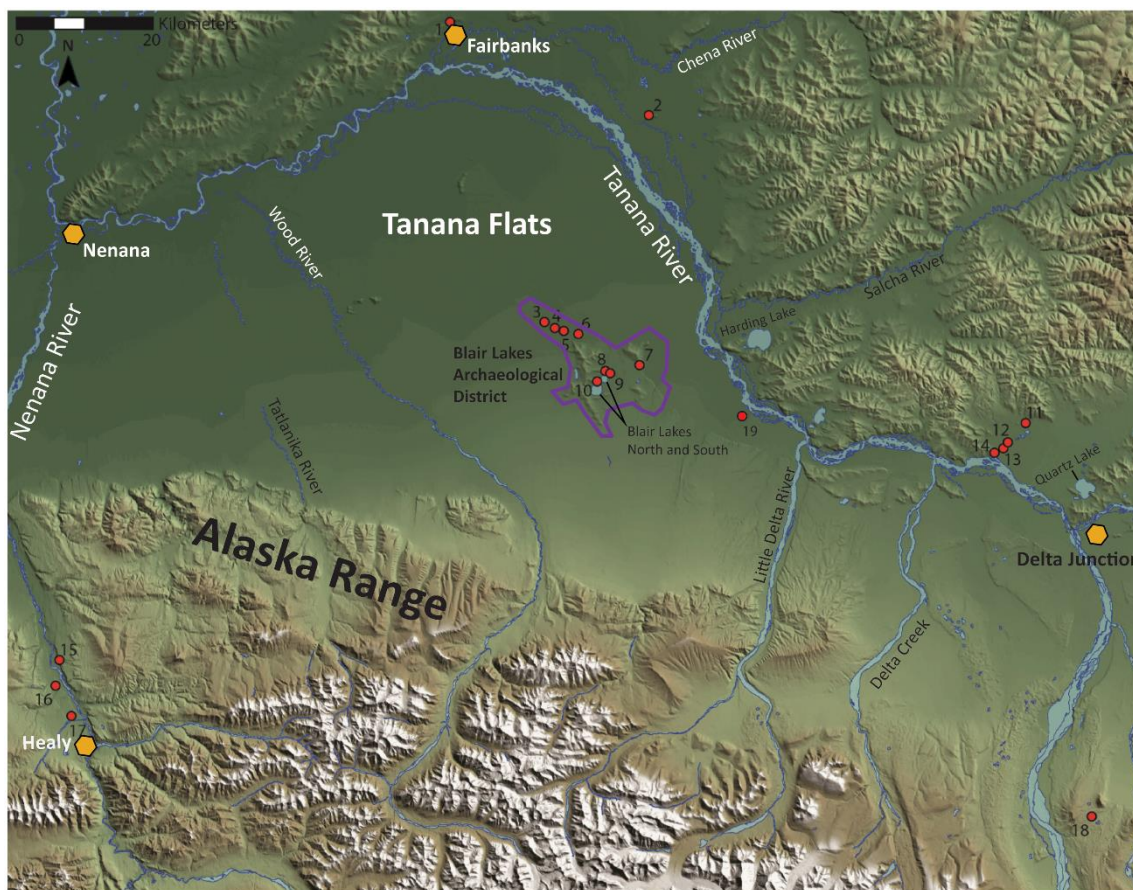 Kilometers
0
20
N
1
Fairbanks
Chena River
2
Tanana River
Tanana Flats
Wood River
Nenana
Nenana River
Salcha River
Harding Lake
3
4
5
6
7
8
9
10
Blair Lakes
Archaeological
District
Blair Lakes
North and South
19
11
12
13
14
Quartz Lake
Tatlanika River
Little Delta River
Delta Junction
Alaska Range
Delta Creek
15
16
17
Healy
18